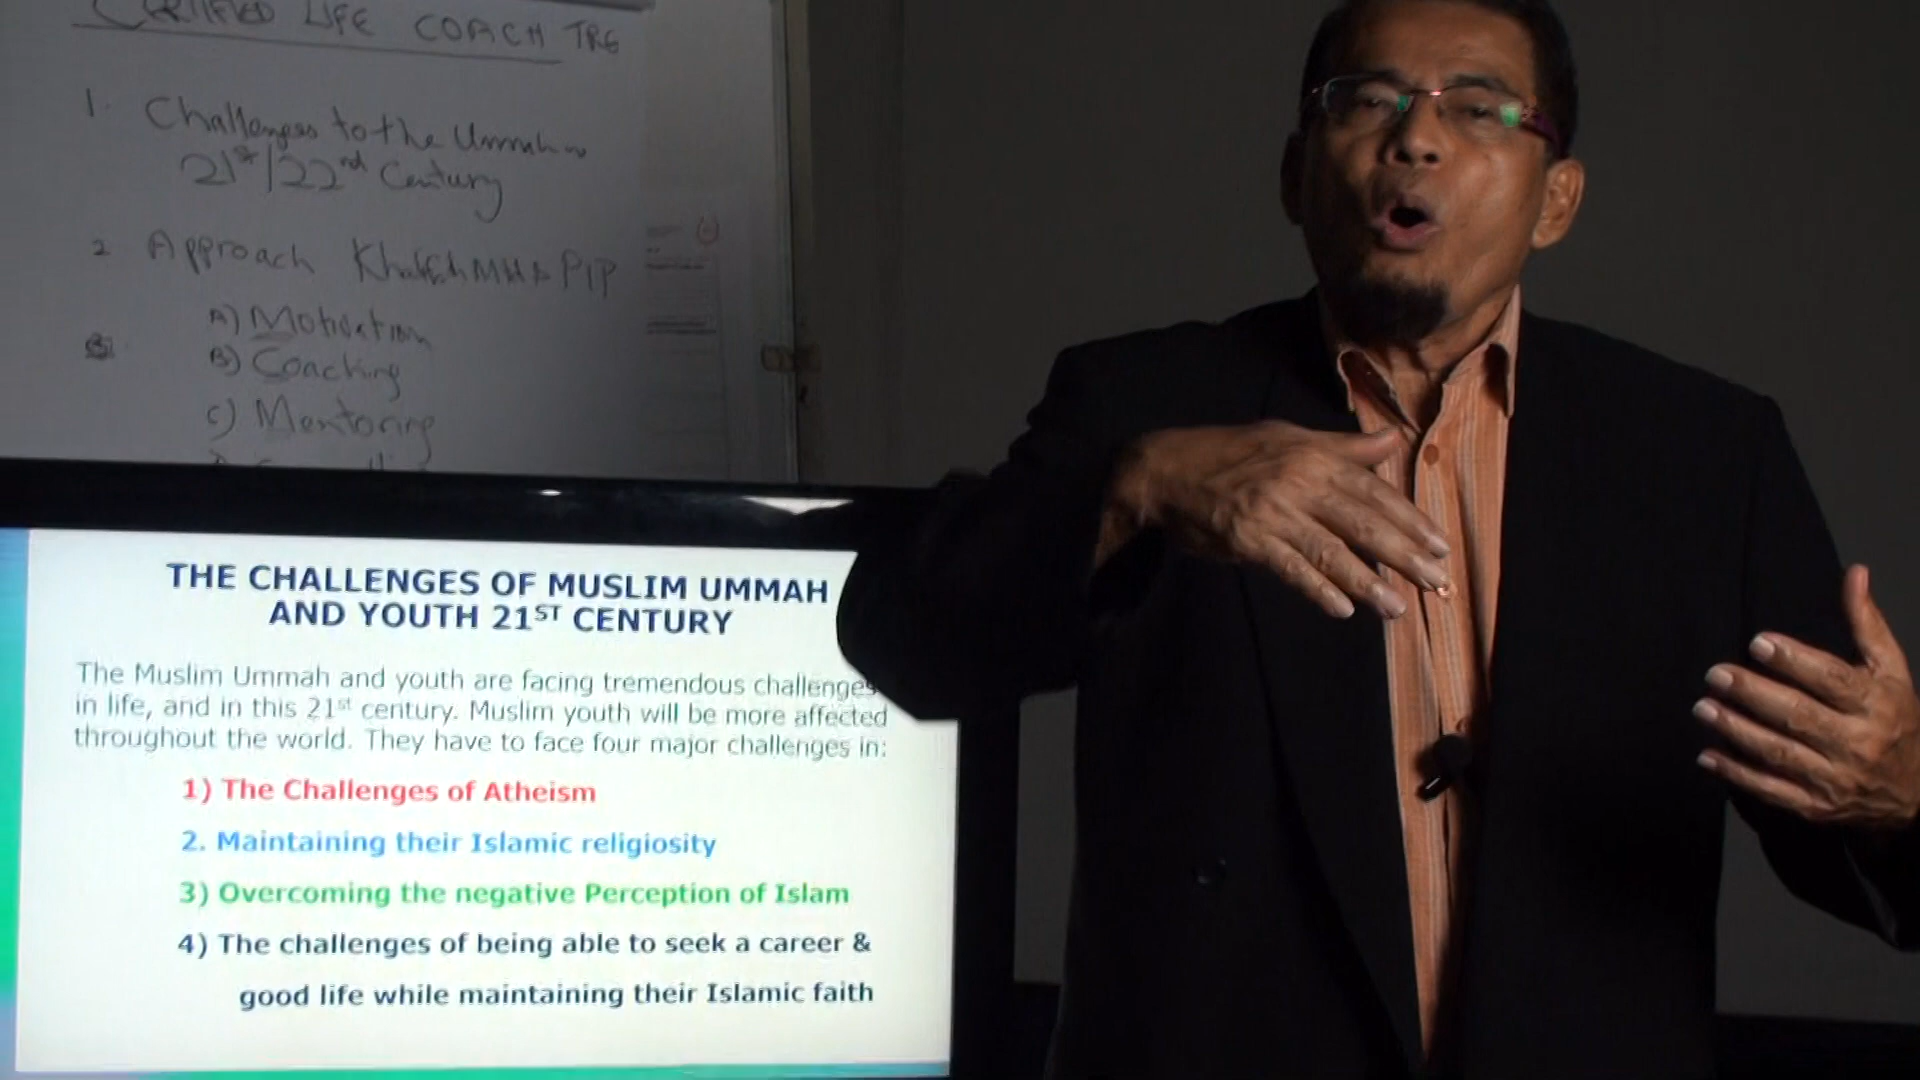 CERTIFIED LIFE COACH TRG
1. Challenges to the Ummah
21st/22nd Century
2 Approach
PIP
A) Motivation
B) Coaching
C) Mentoring
THE CHALLENGES OF MUSLIM UMMAH
AND YOUTH 21ST CENTURY
The Muslim Ummah and youth are facing tremendous challenges
in life, and in this 21st century. Muslim youth will be more affected
throughout the world. They have to face four major challenges in:
1) The Challenges of Atheism
2. Maintaining their Islamic religiosity
3) Overcoming the negative Perception of Islam
4) The challenges of being able to seek a career &
good life while maintaining their Islamic faith